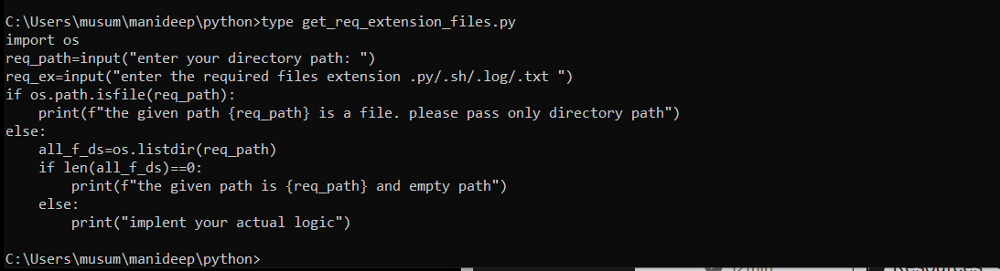 C:\Users\musum\manideep\python>type get_req_extension_files.py
import os
req_path=input("enter your directory path: ")
req_ex=input("enter the required files extension .py/.sh/.log/.txt ")
if os.path.isfile(req_path):
    print(f"the given path {req_path} is a file. please pass only directory path")
else:
    all_f_ds=os.listdir(req_path)
    if len(all_f_ds)==0:
        print(f"the given path is {req_path} and empty path")
    else:
        print("implent your actual logic")
C:\Users\musum\manideep\python>